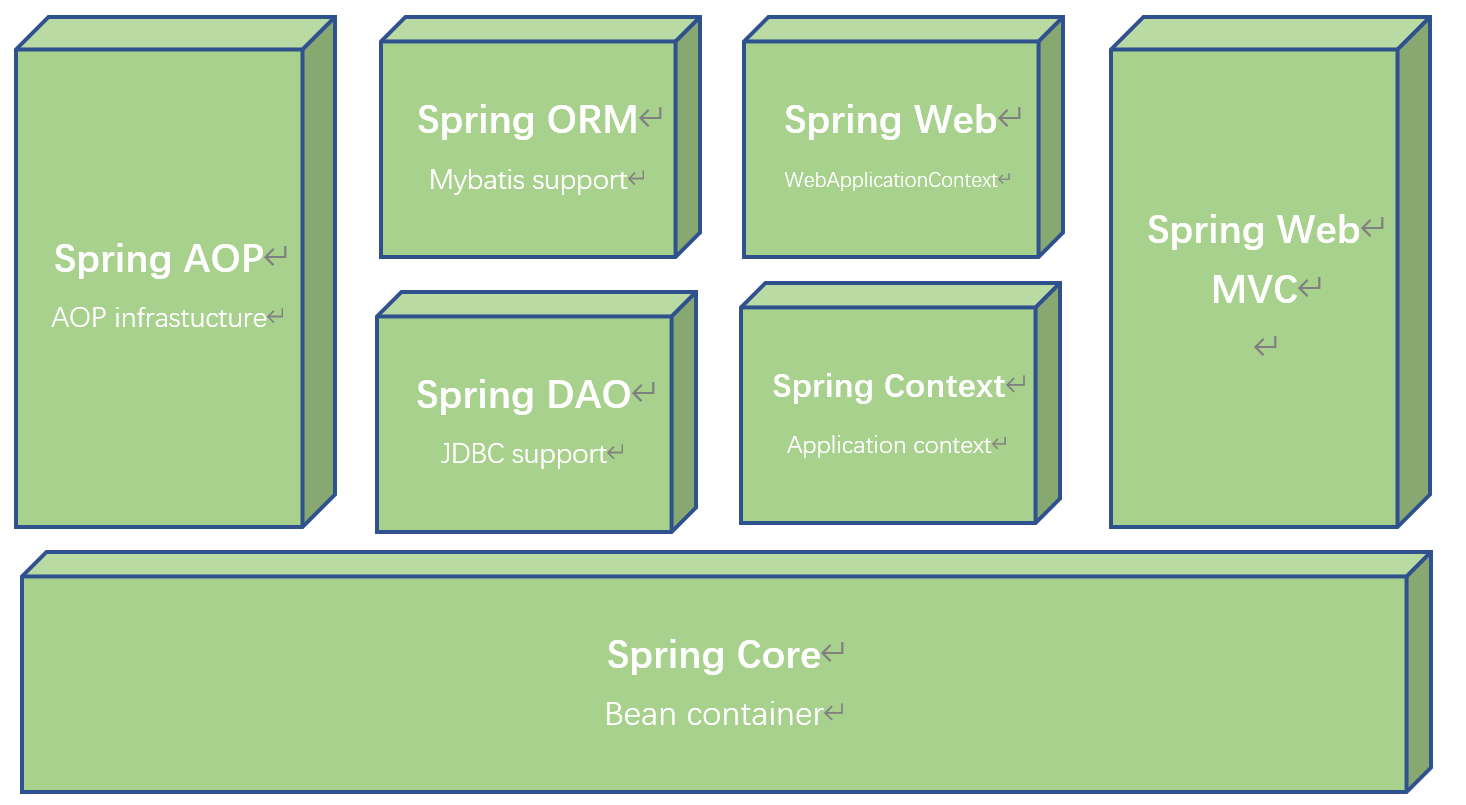 Spring AOP
AOP infrastucture
Spring ORM
Mybatis support
Spring Web
WebApplicationContext
Spring DAO
JDBC support
Spring Context
Application context
Spring Web
MVC
Spring Core
Bean container